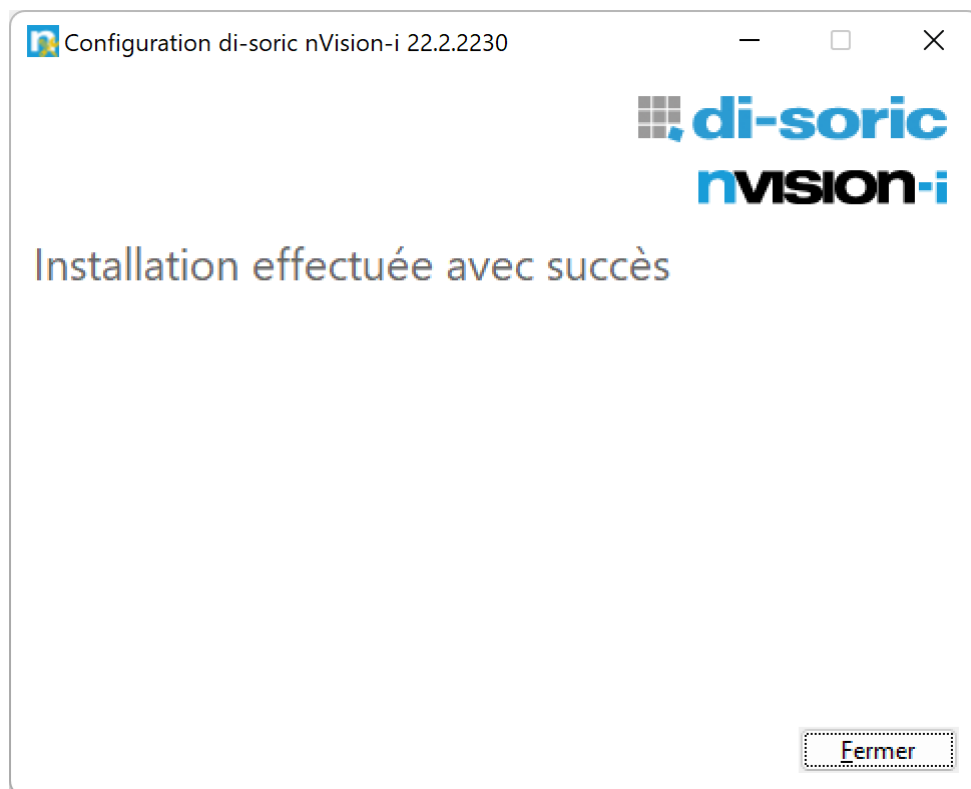 Configuration di-soric nVision-i 22.2.2230
di-soric
nvision-i
Installation effectuée avec succès
Fermer